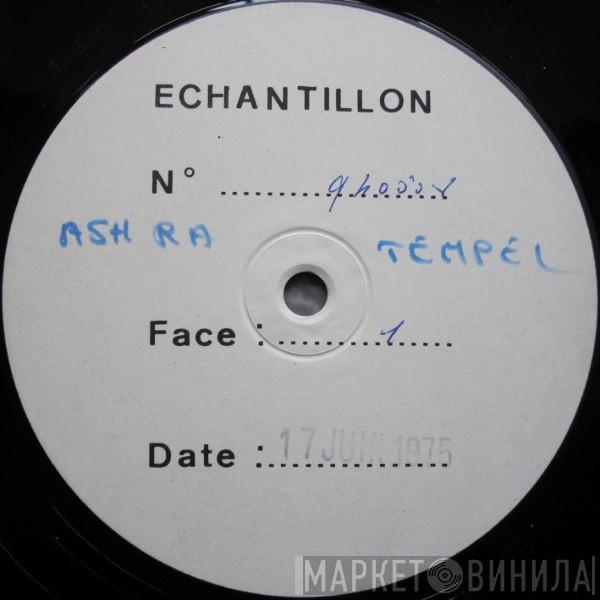 ECHANTILLON
N° ........................
ASH RA TEMPEL
Face : 1
Date : 17 JUIN 1975
МАРКЕТ ВИНИЛА